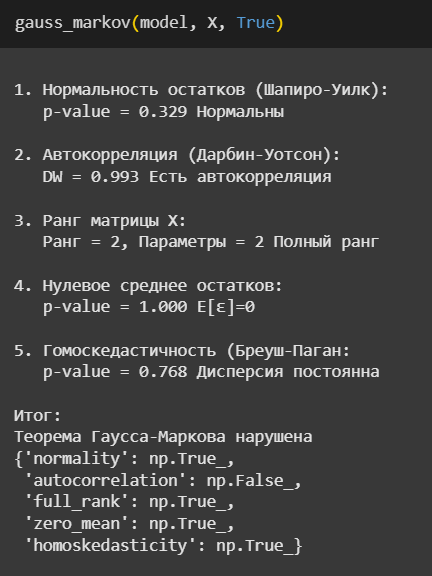 gauss_markov(model, X, True)
1. Нормальность остатков (Шапиро-Уилк):
p-value = 0.329 Нормальны
2. Автокорреляция (Дарбин-Уотсон):
DW = 0.993 Есть автокорреляция
3. Ранг матрицы X:
Ранг = 2, Параметры = 2 Полный ранг
4. Нулевое среднее остатков:
p-value = 1.000 E[ε]=0
5. Гомоскедастичность (Бреуш-Паган:
p-value = 0.768 Дисперсия постоянна
Итог:
Теорема Гаусса-Маркова нарушена
{'normality': np.True_,
'autocorrelation': np.False_,
'full_rank': np.True_,
'zero_mean': np.True_,
'homoskedasticity': np.True_}